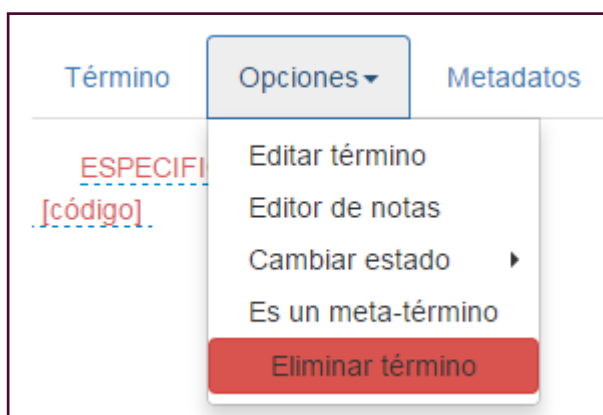 Término Opciones Metadatos
Editar término
ESPECIFI
Editor de notas
[código]
Cambiar estado
Es un meta-término
Eliminar término